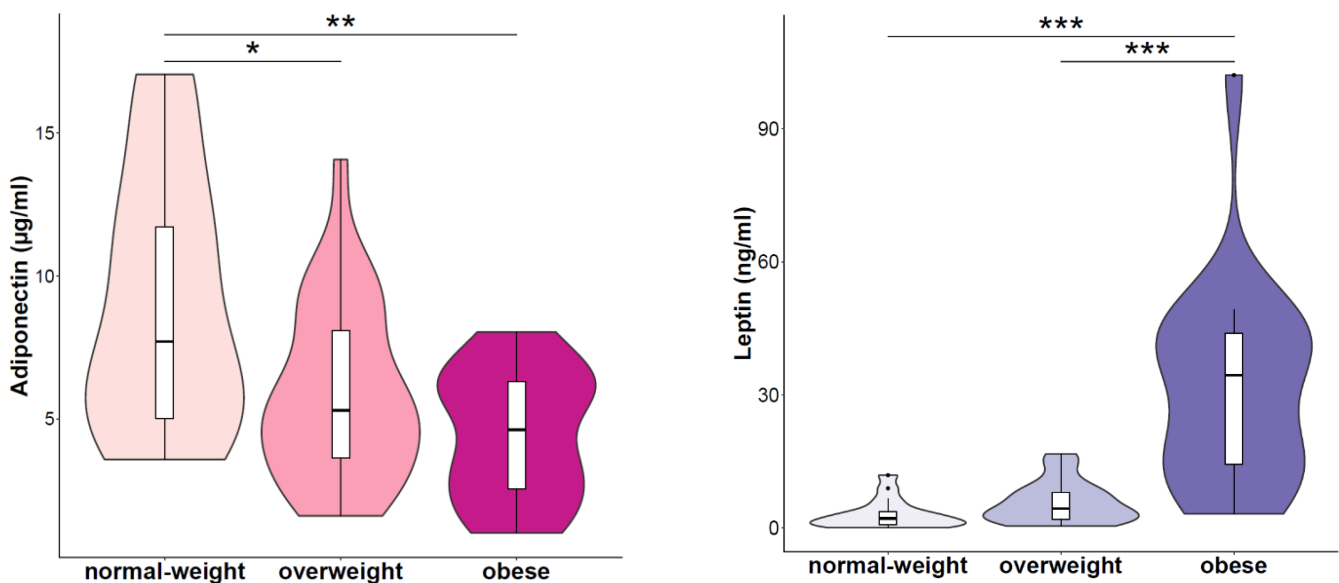 **
*
Adiponectin (µg/ml)
15
10
5
normal-weight
overweight
obese
***
***
Leptin (ng/ml)
90
60
30
0
normal-weight
overweight
obese